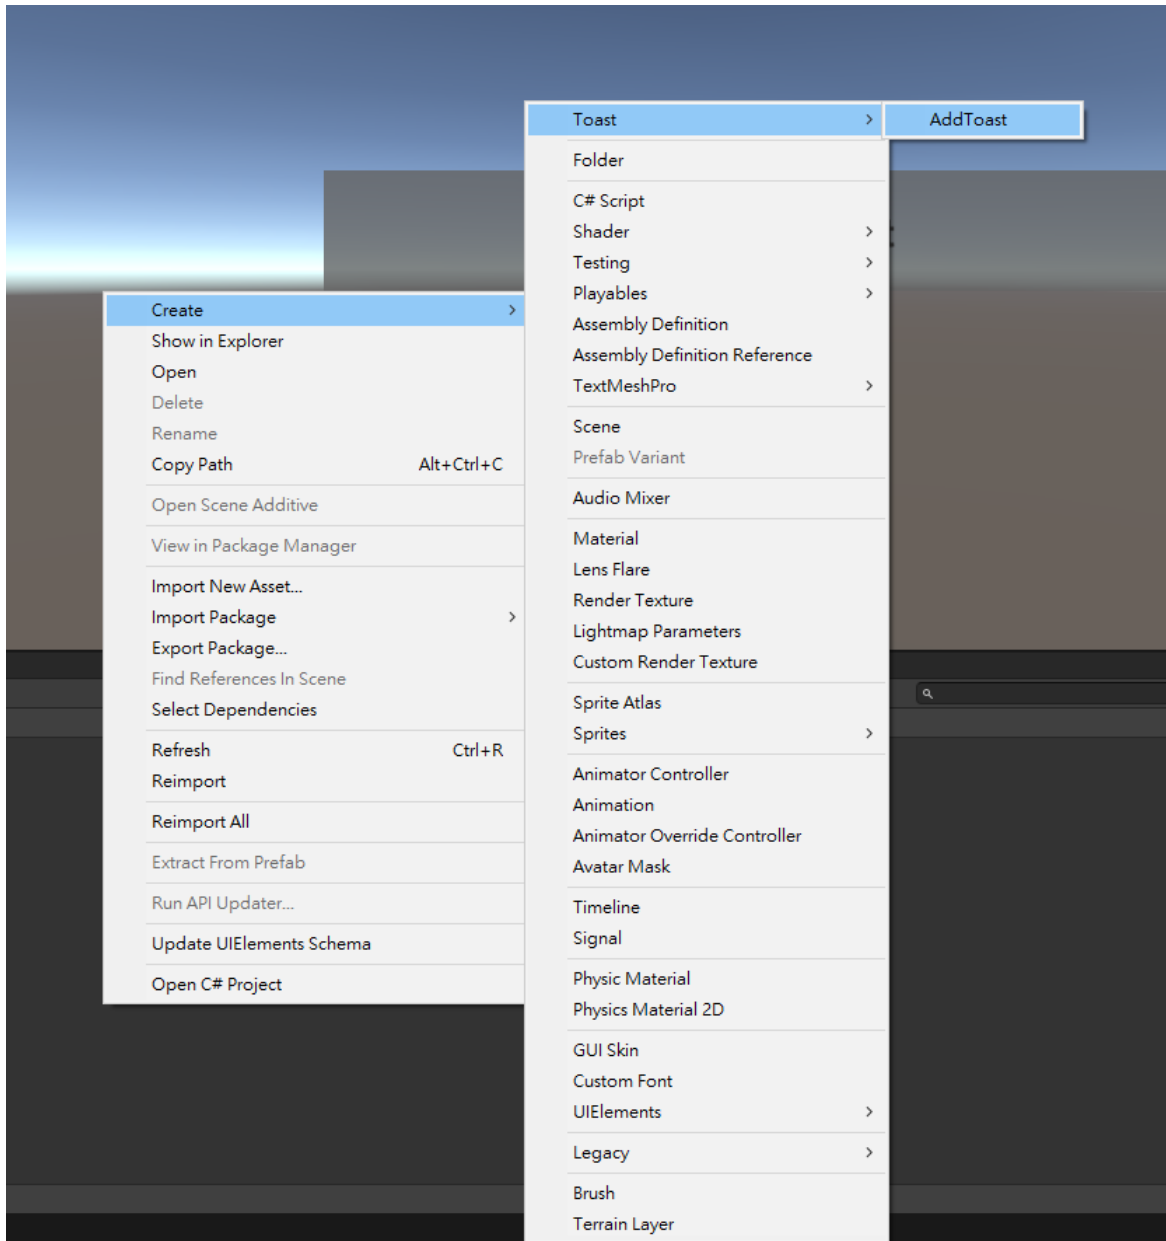 Create
Show in Explorer
Open
Delete
Rename
Copy Path Alt+Ctrl+C
Open Scene Additive
View in Package Manager
Import New Asset...
Import Package
Export Package...
Find References In Scene
Select Dependencies
Refresh Ctrl+R
Reimport
Reimport All
Extract From Prefab
Run API Updater...
Update UIElements Schema
Open C# Project
Toast
Folder
C# Script
Shader
Testing
Playables
Assembly Definition
Assembly Definition Reference
TextMeshPro
Scene
Prefab Variant
Audio Mixer
Material
Lens Flare
Render Texture
Lightmap Parameters
Custom Render Texture
Sprite Atlas
Sprites
Animator Controller
Animation
Animator Override Controller
Avatar Mask
Timeline
Signal
Physic Material
Physics Material 2D
GUI Skin
Custom Font
UIElements
Legacy
Brush
Terrain Layer
AddToast